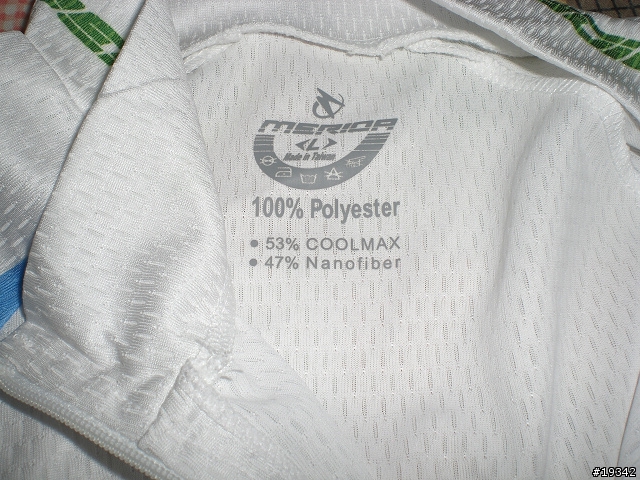 MERIDA
<L>
Made in Taiwan
100% Polyester
• 53% COOLMAX
• 47% Nanofiber
#19342